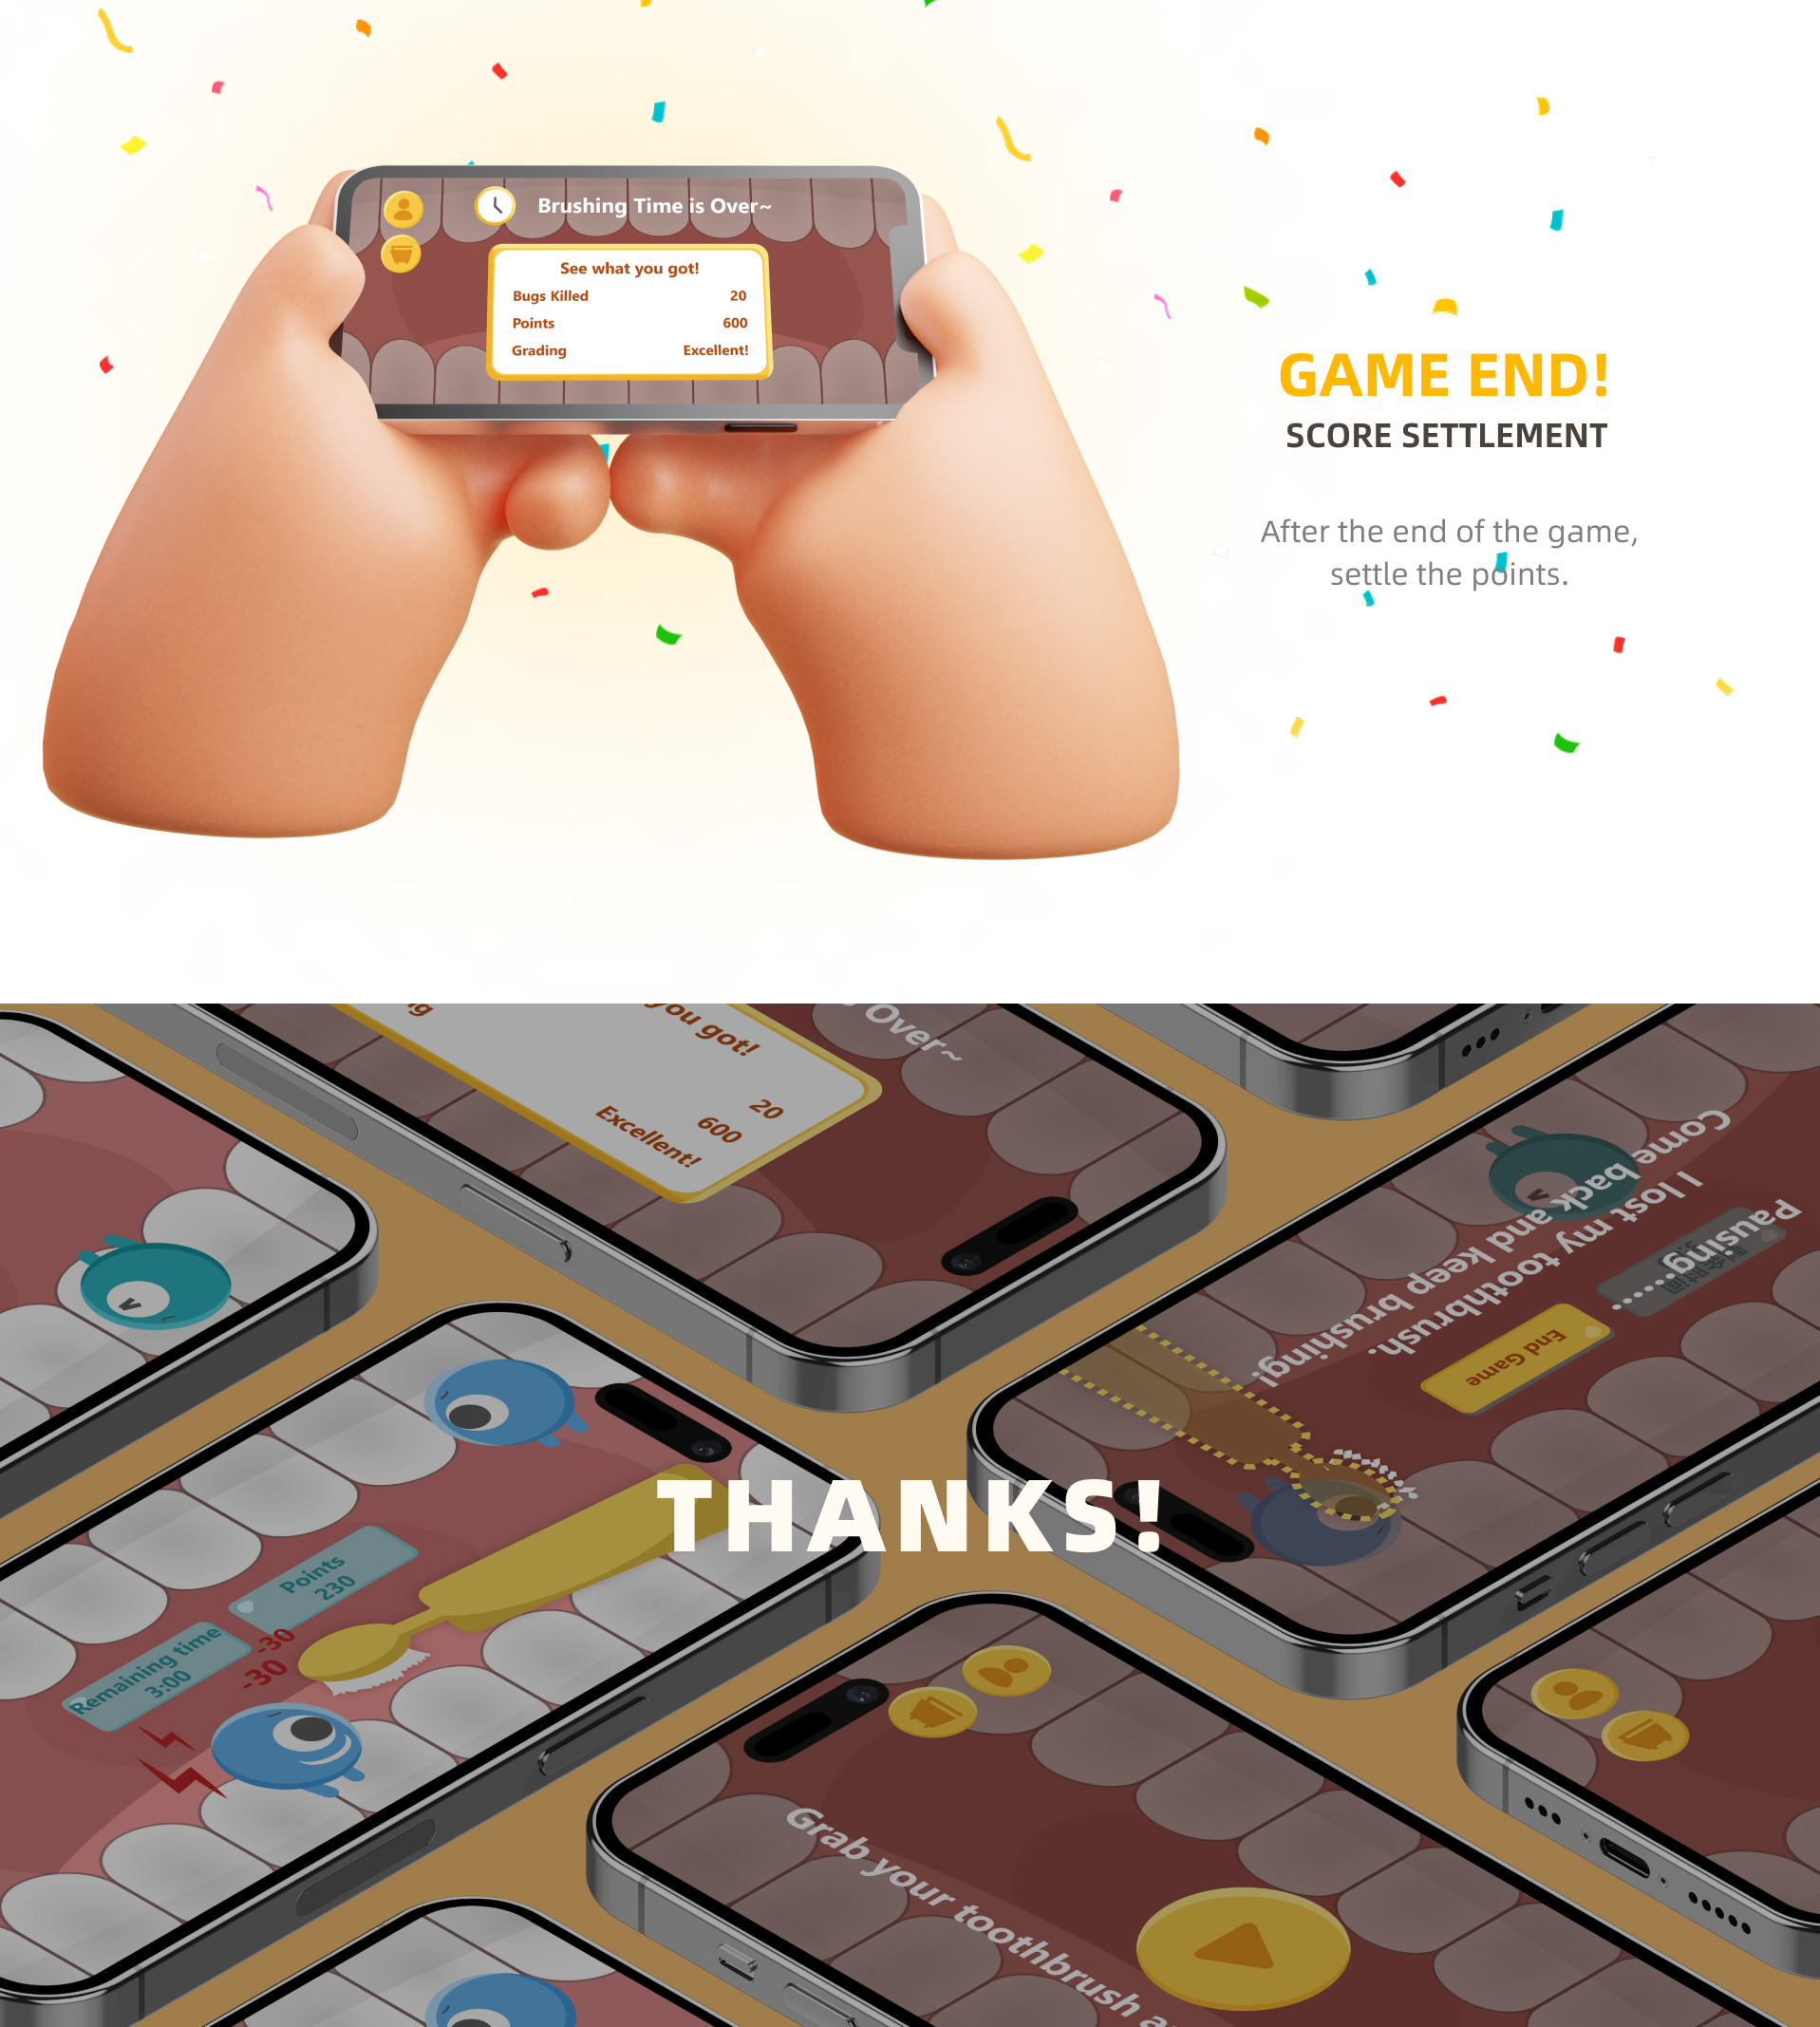 Brushing Time is Over~
See what you got!
Bugs Killed 20
Points 600
Grading Excellent!
GAME END!
SCORE SETTLEMENT
After the end of the game,
settle the points.
you got!
Over~
20
600
Excellent!
Come back and keep brushing!
I lost my toothbrush.
Pausing......
End Game
THANKS!
Points
230
Remaining time
3:00
-30
-30
Grab your toothbrush